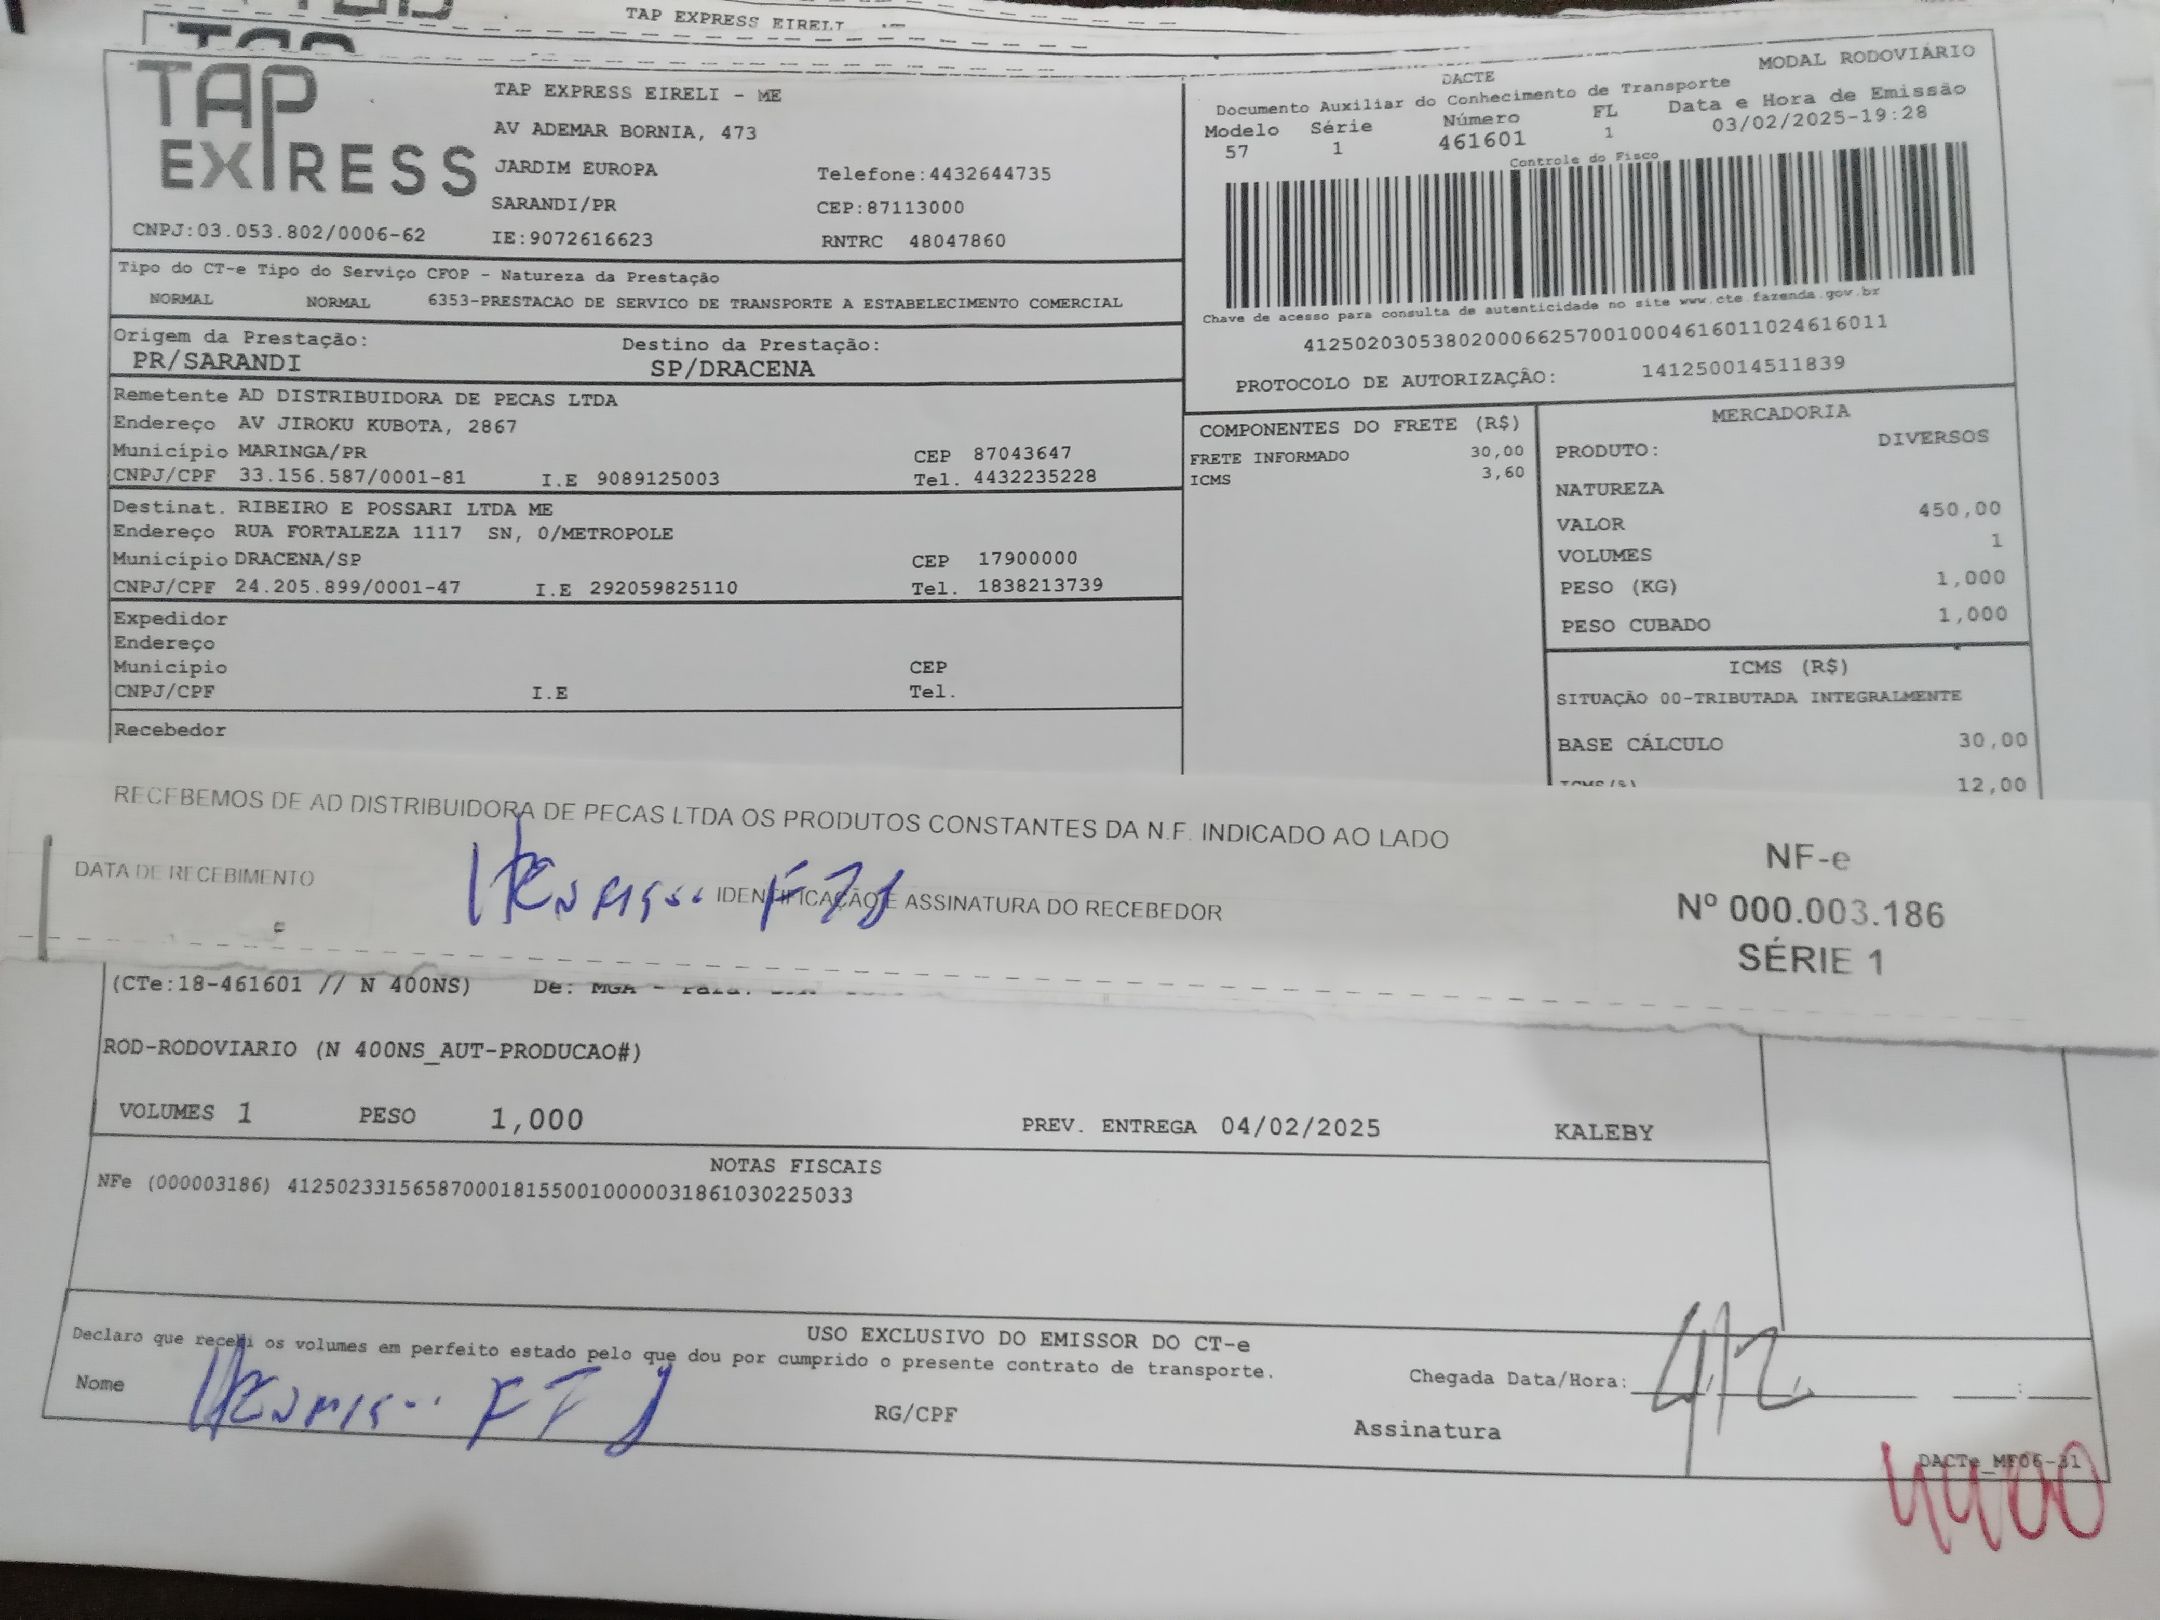 TAP EXPRESS EIRELI
TAP EXPRESS
TAP EXPRESS EIRELI - ME
AV ADEMAR BORNIA, 473
JARDIM EUROPA Telefone:4432644735
SARANDI/PR CEP:87113000
CNPJ:03.053.802/0006-62 IE:9072616623 RNTRC 48047860
MODAL RODOVIÁRIO
DACTE
Documento Auxiliar do Conhecimento de Transporte
Modelo Série Número FL Data e Hora de Emissão
57 1 461601 1 03/02/2025-19:28
Controle do Fisco
Chave de acesso para consulta de autenticidade no site www.cte.fazenda.gov.br
41250203053802000662570010004616011024616011
PROTOCOLO DE AUTORIZAÇÃO: 141250014511839
Tipo do CT-e Tipo do Serviço CFOP - Natureza da Prestação
NORMAL NORMAL 6353-PRESTACAO DE SERVICO DE TRANSPORTE A ESTABELECIMENTO COMERCIAL
Origem da Prestação: Destino da Prestação:
PR/SARANDI SP/DRACENA
Remetente AD DISTRIBUIDORA DE PECAS LTDA
Endereço AV JIROKU KUBOTA, 2867
Município MARINGA/PR CEP 87043647
CNPJ/CPF 33.156.587/0001-81 I.E 9089125003 Tel. 4432235228
Destinat. RIBEIRO E POSSARI LTDA ME
Endereço RUA FORTALEZA 1117 SN, 0/METROPOLE
Município DRACENA/SP CEP 17900000
CNPJ/CPF 24.205.899/0001-47 I.E 292059825110 Tel. 1838213739
Expedidor
Endereço
Município CEP
CNPJ/CPF I.E Tel.
Recebedor
COMPONENTES DO FRETE (R$)
FRETE INFORMADO 30,00
ICMS 3,60
MERCADORIA
PRODUTO: DIVERSOS
NATUREZA
VALOR 450,00
VOLUMES 1
PESO (KG) 1,000
PESO CUBADO 1,000
ICMS (R$)
SITUAÇÃO 00-TRIBUTADA INTEGRALMENTE
BASE CÁLCULO 30,00
12,00
RECEBEMOS DE AD DISTRIBUIDORA DE PECAS LTDA OS PRODUTOS CONSTANTES DA N.F. INDICADO AO LADO
DATA DE RECEBIMENTO IDENTIFICAÇÃO E ASSINATURA DO RECEBEDOR
NF-e
Nº 000.003.186
SÉRIE 1
(CTe:18-461601 // N 400NS) De: MGA -
ROD-RODOVIARIO (N 400NS_AUT-PRODUCAO#)
VOLUMES 1 PESO 1,000 PREV. ENTREGA 04/02/2025 KALEBY
NOTAS FISCAIS
NFe (000003186) 41250233156587000181550010000031861030225033
USO EXCLUSIVO DO EMISSOR DO CT-e
Declaro que recebi os volumes em perfeito estado pelo que dou por cumprido o presente contrato de transporte.
Nome RG/CPF Assinatura
Chegada Data/Hora: 4/2
DACTe_MF06-31